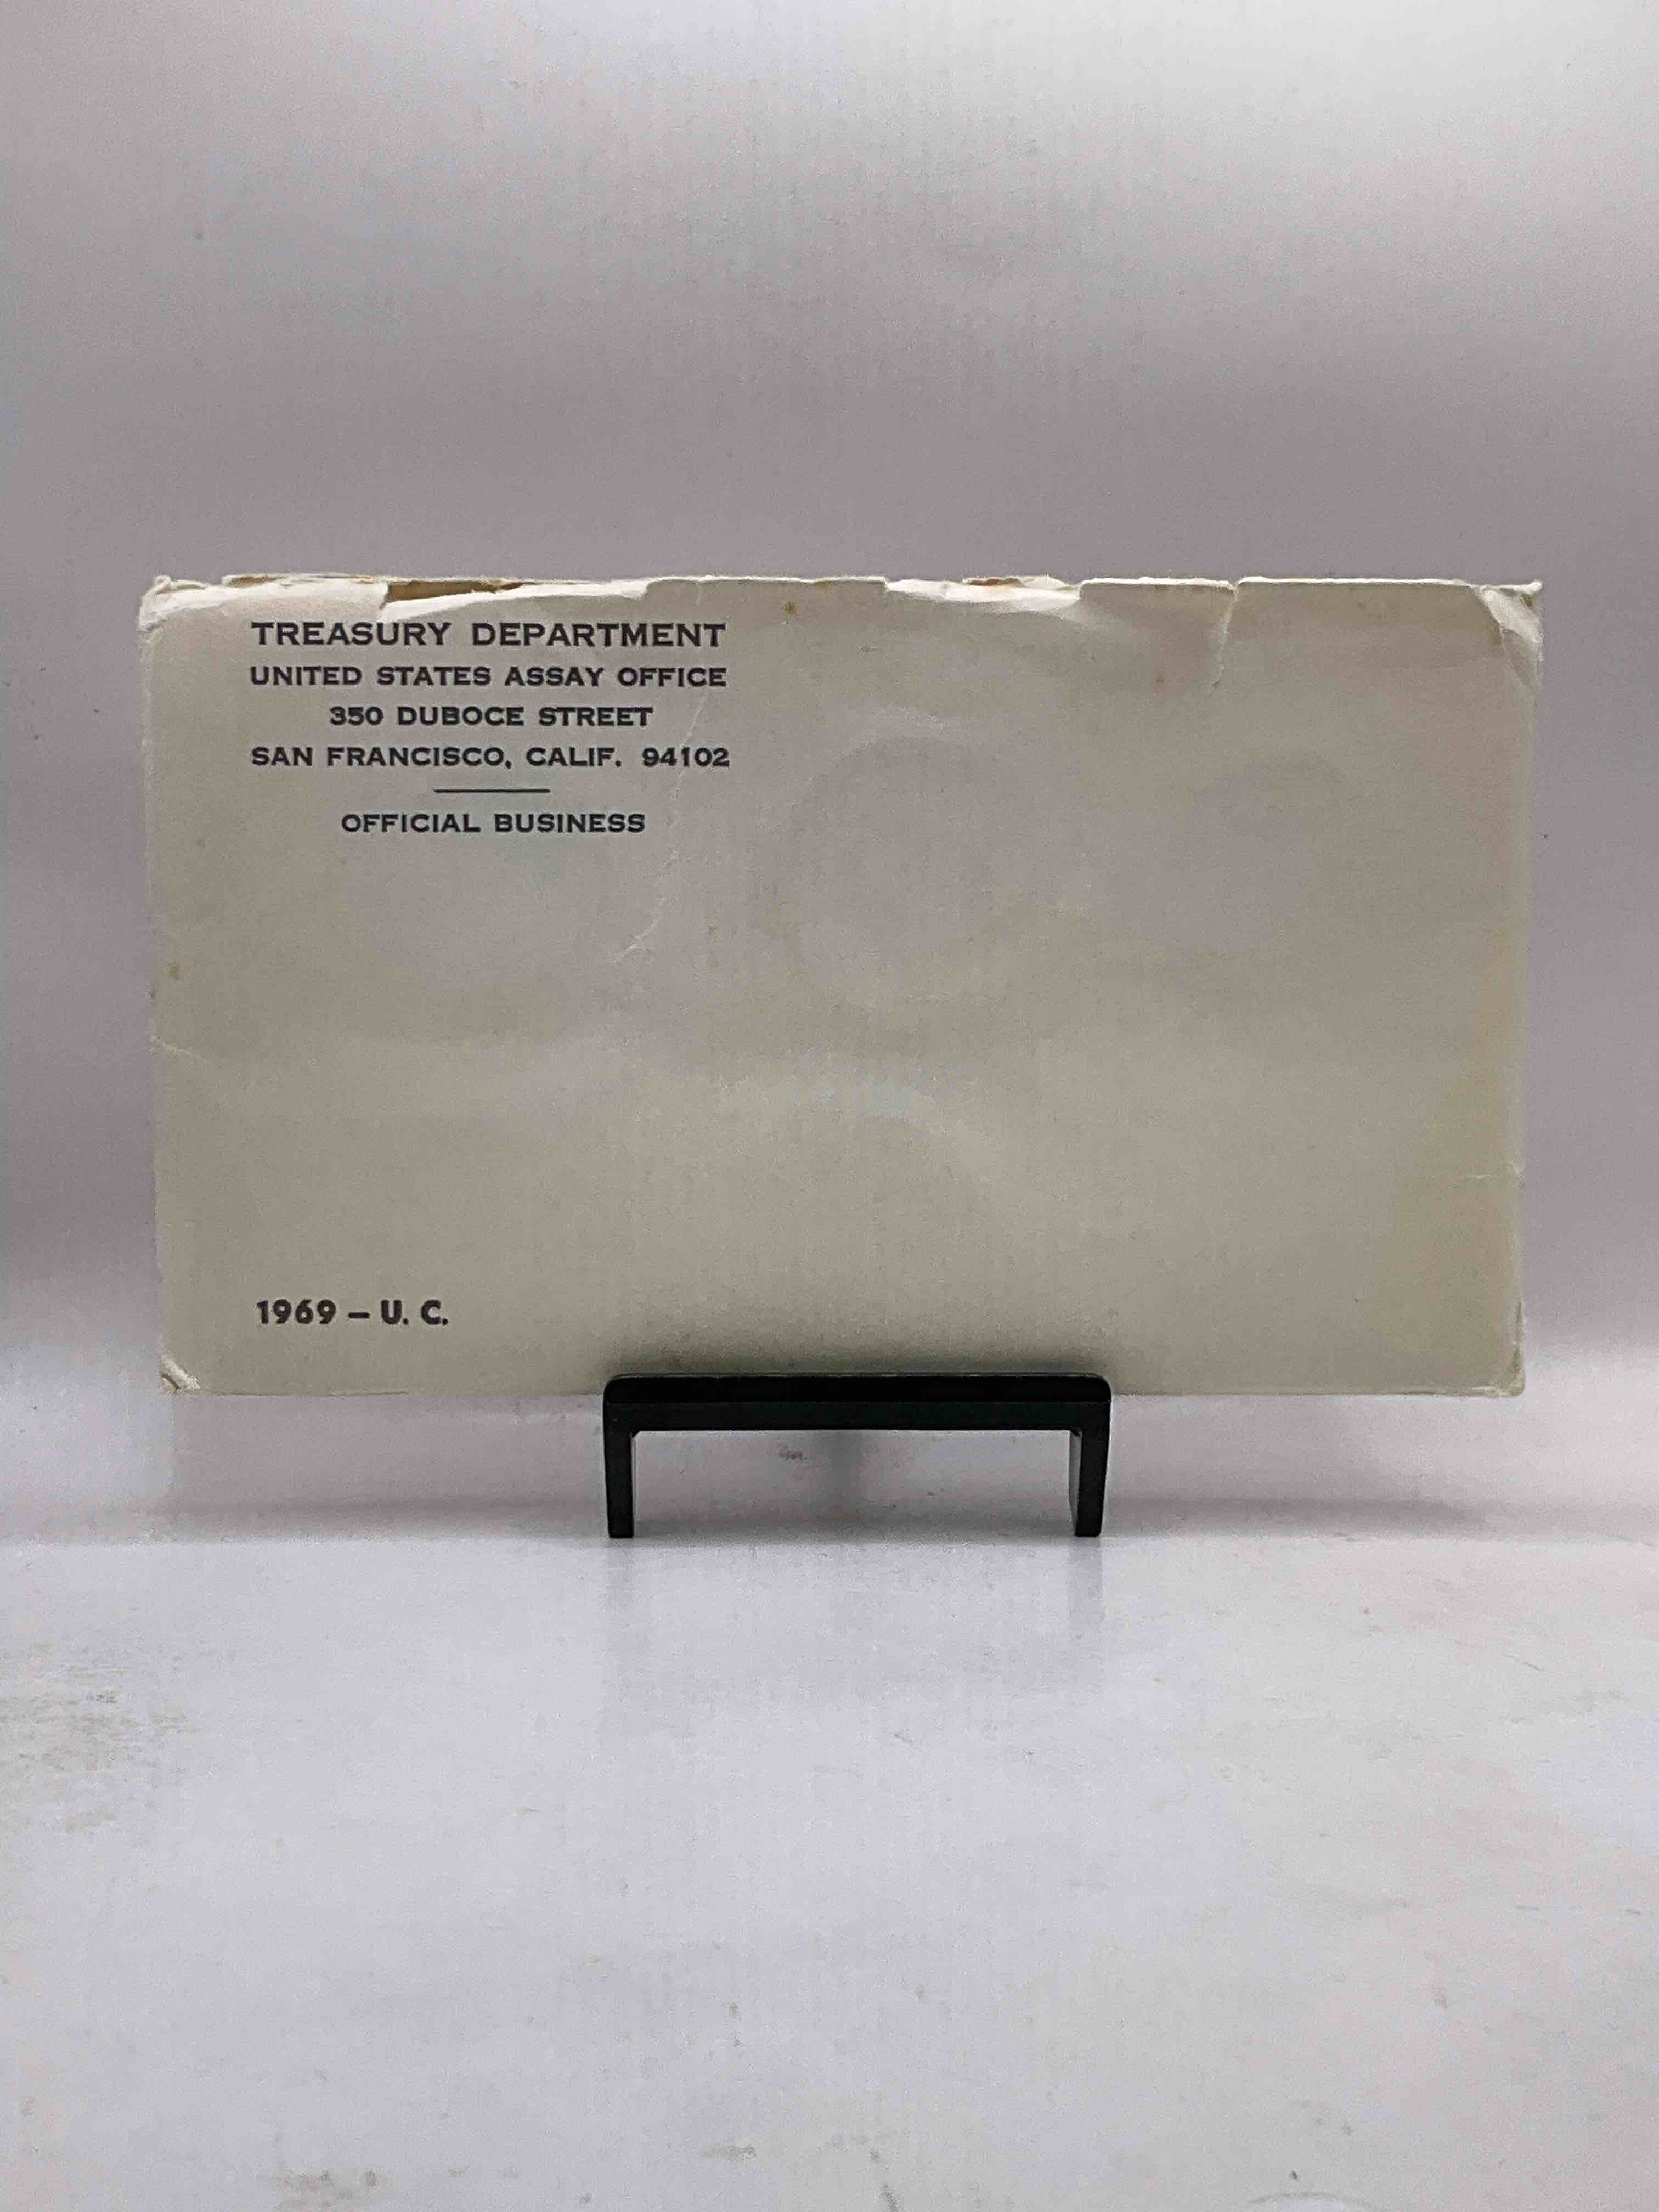 TREASURY DEPARTMENT
UNITED STATES ASSAY OFFICE
350 DUBOCE STREET
SAN FRANCISCO, CALIF. 94102
OFFICIAL BUSINESS
1969 – U. C.